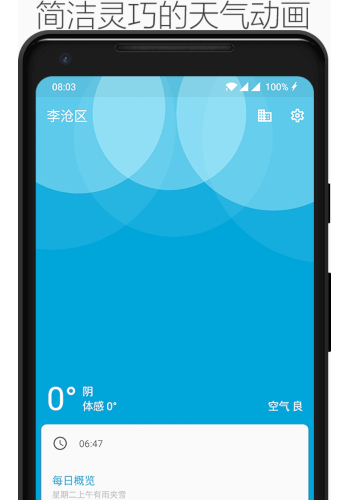 简洁灵巧的天气动画
08:03 100%
李沧区
0° 阴
体感 0°
空气 良
06:47
每日概览
星期二上午有雨夹雪